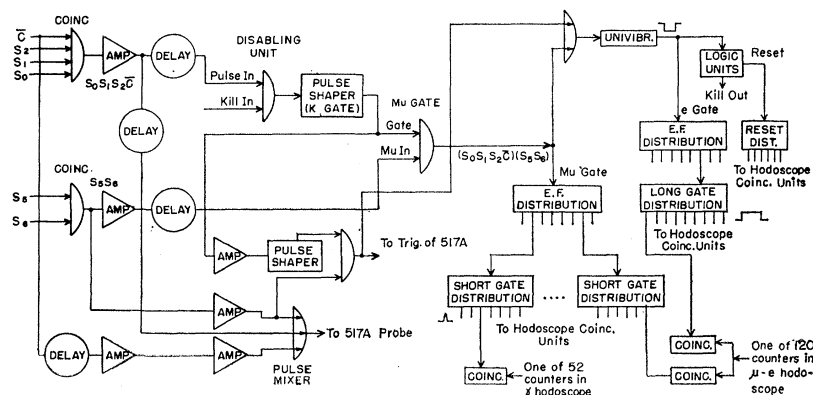 COINC
C̅
S2
S1
S0
AMP
S0S1S2C̅
DELAY
DISABLING
UNIT
Pulse In
Kill In
PULSE
SHAPER
(K GATE)
DELAY
Mu GATE
Gate
Mu In
(S0S1S2C̅)(S5S6)
UNIVIBR.
LOGIC
UNITS
Reset
Kill Out
e Gate
E.F.
DISTRIBUTION
RESET
DIST.
To Hodoscope
Coinc. Units
LONG GATE
DISTRIBUTION
To Hodoscope
Coinc. Units
COINC
S5
S6
S5S6
AMP
DELAY
Mu Gate
E.F.
DISTRIBUTION
AMP
PULSE
SHAPER
To Trig. of 517A
AMP
SHORT GATE
DISTRIBUTION
SHORT GATE
DISTRIBUTION
To Hodoscope Coinc.
Units
To 517A Probe
DELAY
AMP
AMP
PULSE
MIXER
COINC.
One of 52
counters in
γ hodoscope
COINC.
COINC.
One of 120
counters in
μ-e hodo-
scope